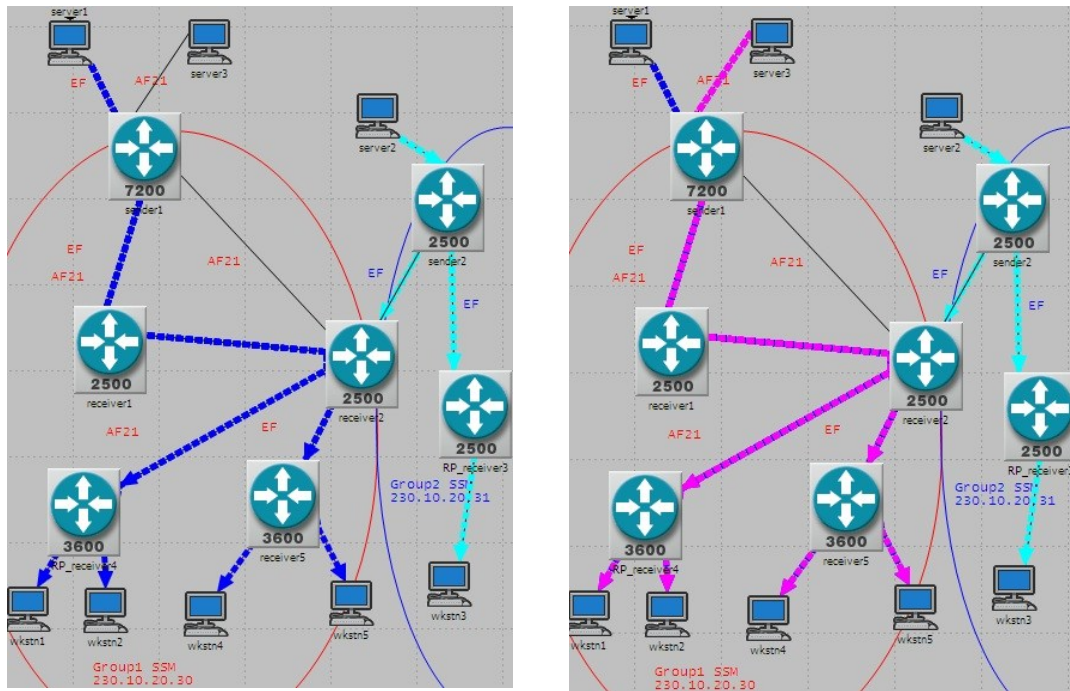 server1
server3
EF
AF21
server2
7200
sender1
2500
sender2
EF
AF21
AF21
EF
EF
2500
receiver1
2500
receiver2
AF21
EF
2500
RP_receiver3
Group2 SSM
230.10.20.31
3600
RP_receiver4
3600
receiver5
wkstn1
wkstn2
wkstn4
wkstn5
wkstn3
Group1 SSM
230.10.20.30
server1
server3
EF
AF21
server2
7200
sender1
2500
sender2
EF
AF21
AF21
EF
EF
2500
receiver1
2500
receiver2
AF21
EF
2500
Group2 SSM
230.10.20.31
3600
RP_receiver4
3600
receiver5
wkstn1
wkstn2
wkstn4
wkstn5
wkstn3
Group1 SSM
230.10.20.30